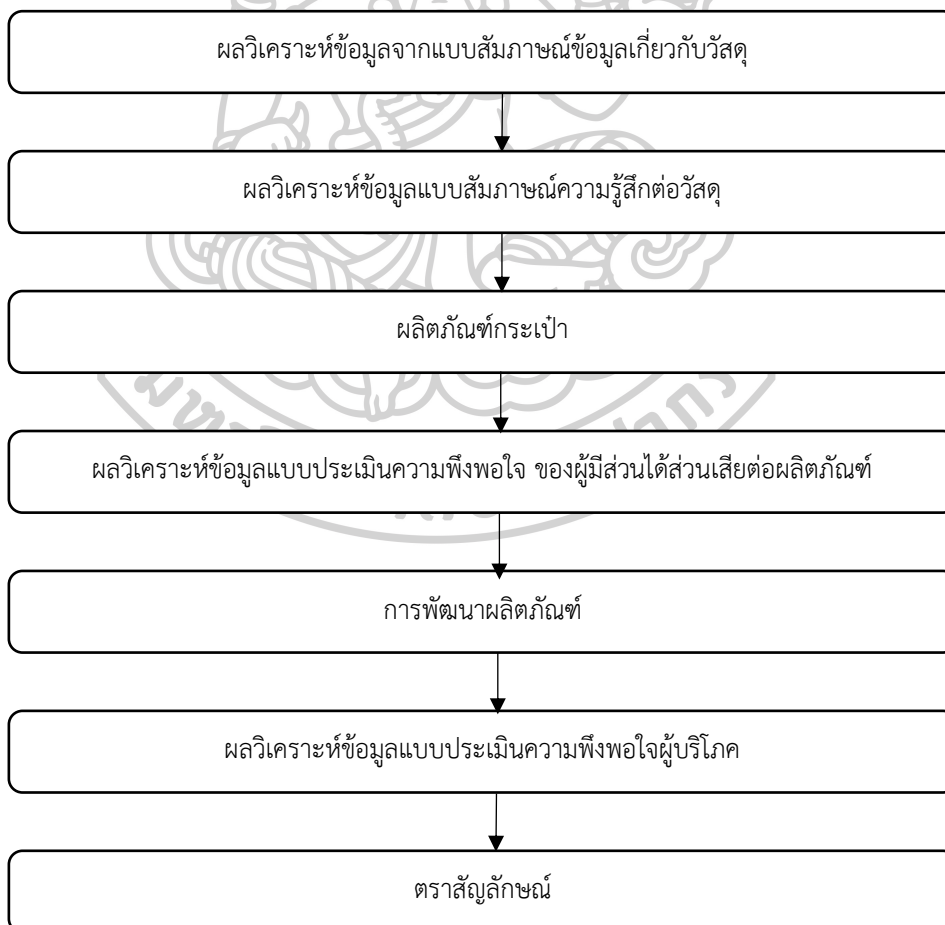 ผลวิเคราะห์ข้อมูลจากแบบสัมภาษณ์ข้อมูลเกี่ยวกับวัสดุ
ผลวิเคราะห์ข้อมูลแบบสัมภาษณ์ความรู้สึกต่อวัสดุ
ผลิตภัณฑ์กระเป๋า
ผลวิเคราะห์ข้อมูลแบบประเมินความพึงพอใจ ของผู้มีส่วนได้ส่วนเสียต่อผลิตภัณฑ์
การพัฒนาผลิตภัณฑ์
ผลวิเคราะห์ข้อมูลแบบประเมินความพึงพอใจผู้บริโภค
ตราสัญลักษณ์